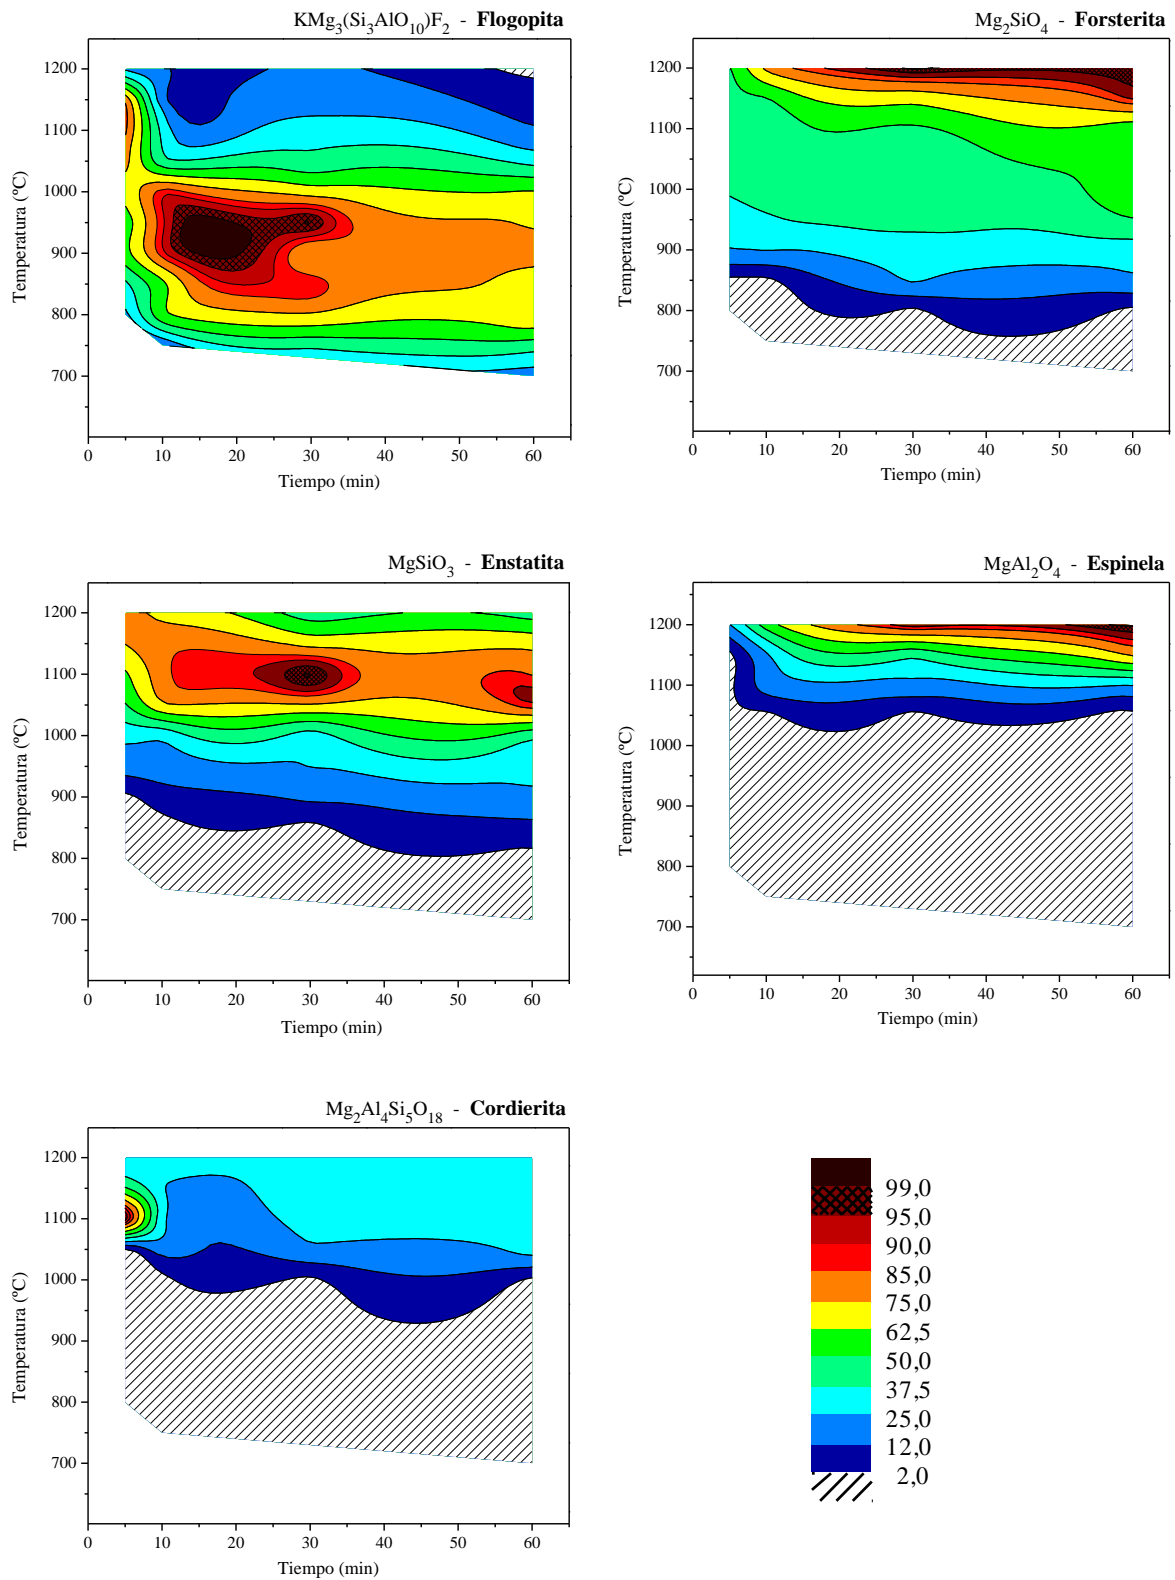 KMg3(Si3AlO10)F2 - Flogopita
1200
1100
1000
900
800
700
Temperatura (ºC)
0 10 20 30 40 50 60
Tiempo (min)
Mg2SiO4 - Forsterita
1200
1100
1000
900
800
700
Temperatura (ºC)
0 10 20 30 40 50 60
Tiempo (min)
MgSiO3 - Enstatita
1200
1100
1000
900
800
700
Temperatura (ºC)
0 10 20 30 40 50 60
Tiempo (min)
MgAl2O4 - Espinela
1200
1100
1000
900
800
700
Temperatura (ºC)
0 10 20 30 40 50 60
Tiempo (min)
Mg2Al4Si5O18 - Cordierita
1200
1100
1000
900
800
700
Temperatura (ºC)
0 10 20 30 40 50 60
Tiempo (min)
99,0
95,0
90,0
85,0
75,0
62,5
50,0
37,5
25,0
12,0
2,0